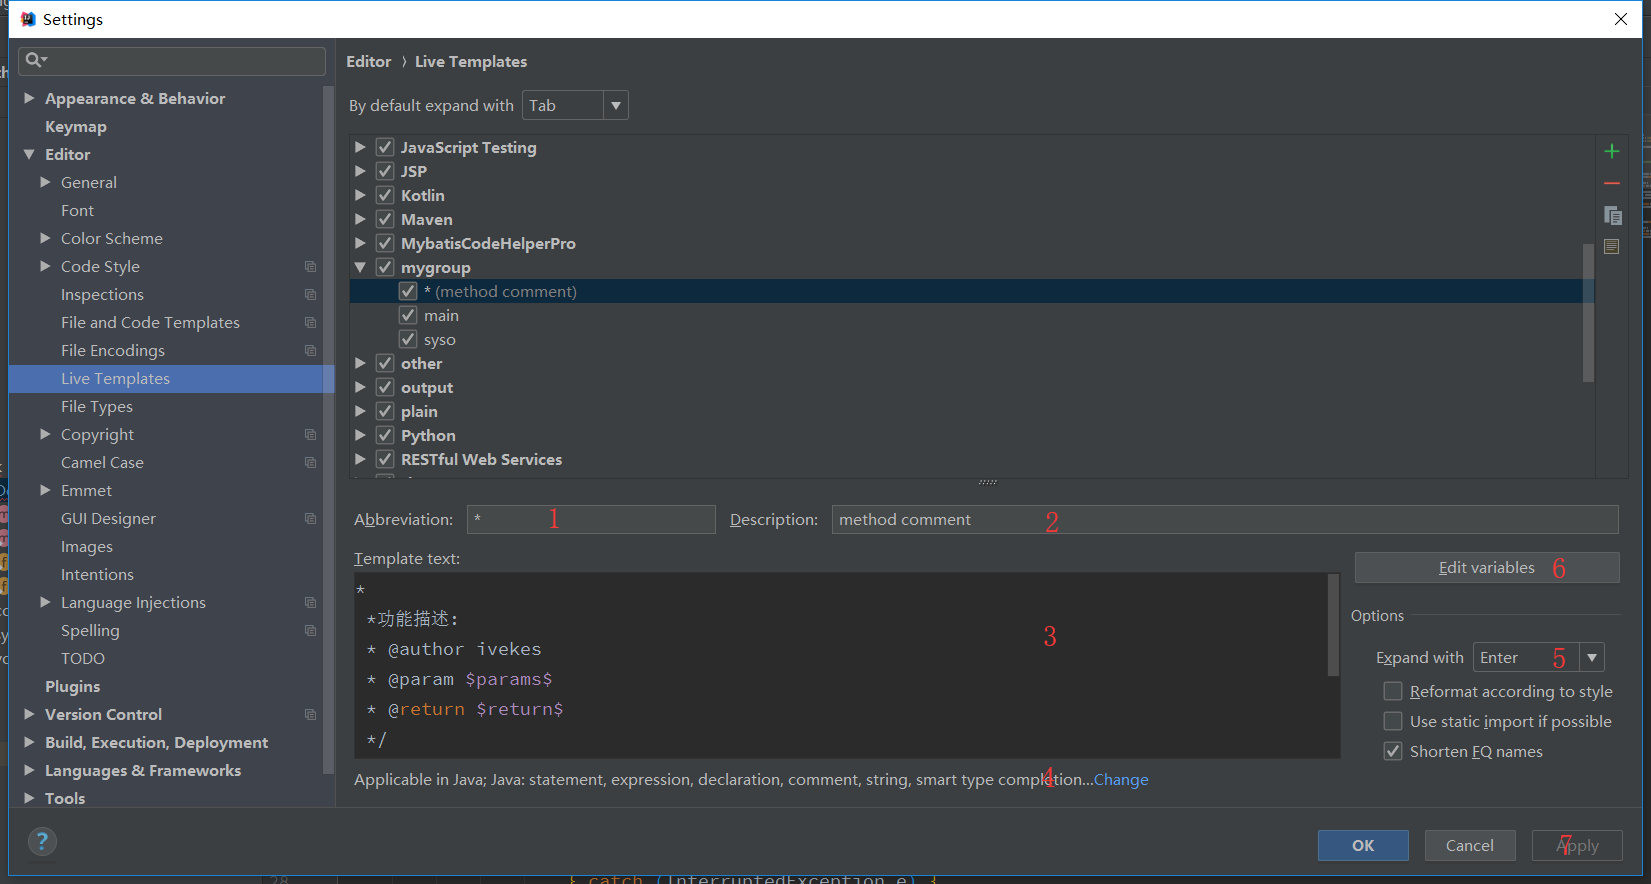 Settings
Editor 〉 Live Templates
By default expand with Tab
Appearance & Behavior
Keymap
Editor
General
Font
Color Scheme
Code Style
Inspections
File and Code Templates
File Encodings
Live Templates
File Types
Copyright
Camel Case
Emmet
GUI Designer
Images
Intentions
Language Injections
Spelling
TODO
Plugins
Version Control
Build, Execution, Deployment
Languages & Frameworks
Tools
JavaScript Testing
JSP
Kotlin
Maven
MybatisCodeHelperPro
mygroup
* (method comment)
main
syso
other
output
plain
Python
RESTful Web Services
Abbreviation: * 1 Description: method comment 2
Template text:
*
*功能描述:
* @author ivekes
* @param $params$
* @return $return$
*/
3
Applicable in Java; Java: statement, expression, declaration, comment, string, smart type completion...Change
4
Edit variables 6
Options
Expand with Enter 5
Reformat according to style
Use static import if possible
Shorten FQ names
? OK Cancel Apply 7
28 } catch (InterruptedException e) {